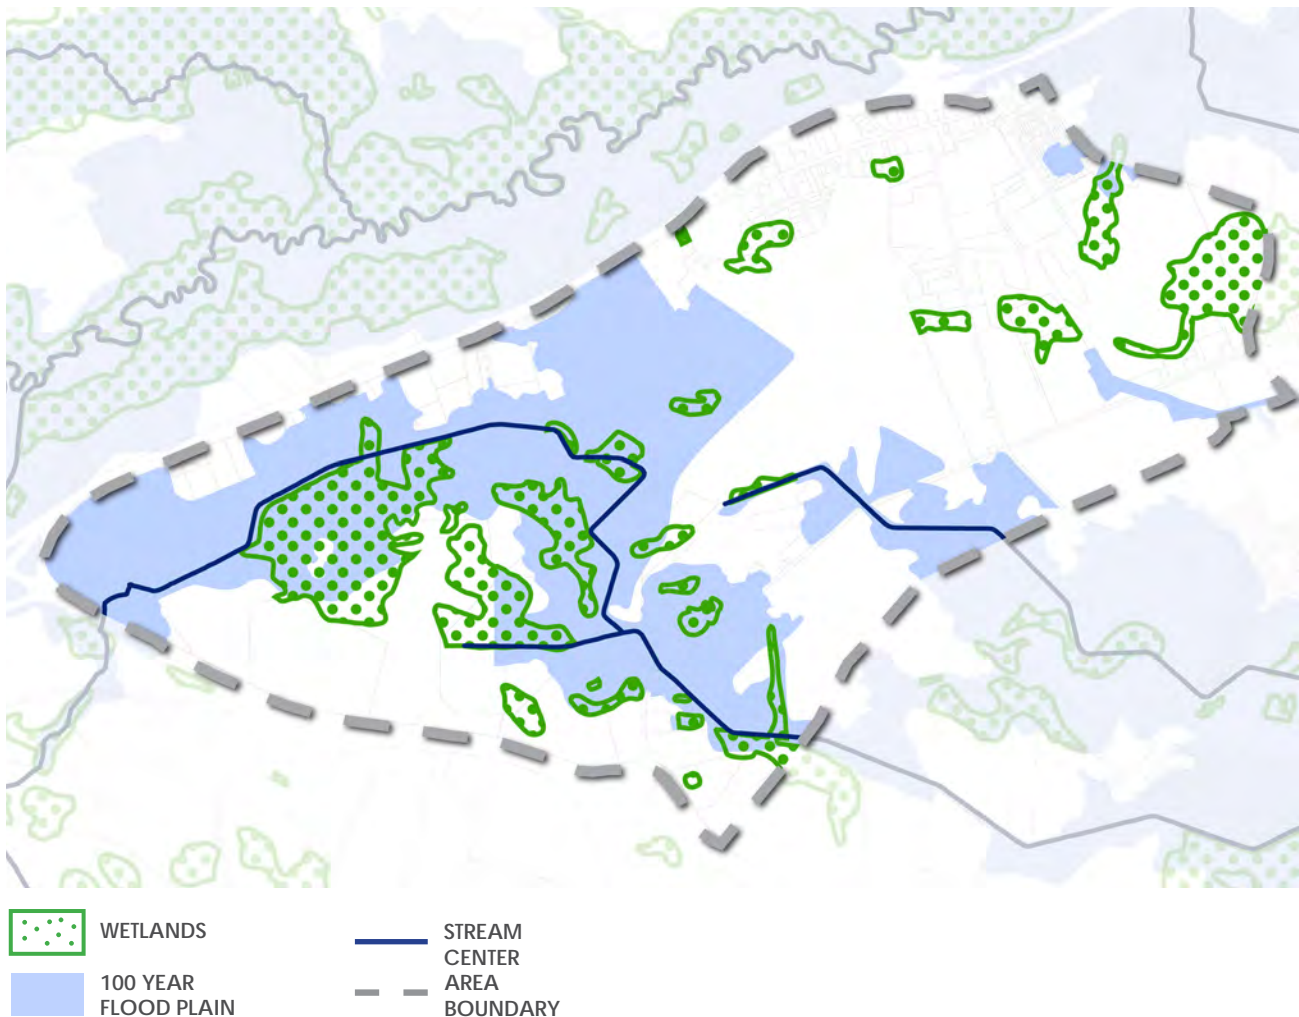 WETLANDS
100 YEAR
FLOOD PLAIN
STREAM
CENTER
AREA
BOUNDARY